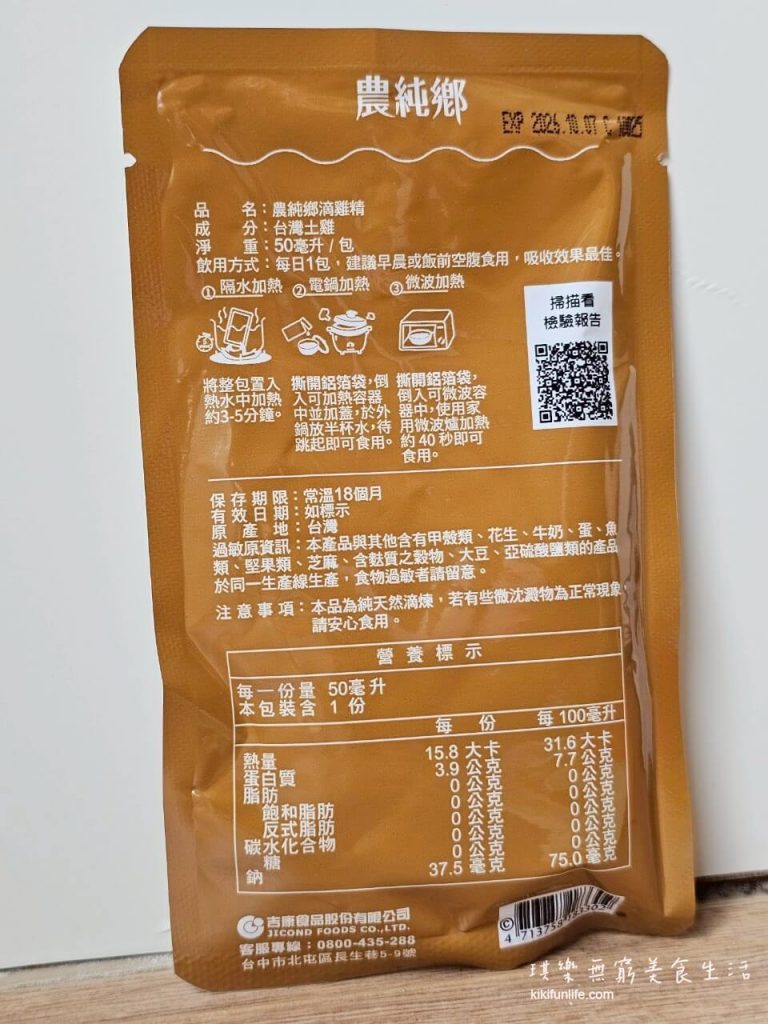 農純鄉
EXP 2026.10.07
品　　名：農純鄉滴雞精
成　　分：台灣土雞
淨　　重：50毫升 / 包
飲用方式：每日1包，建議早晨或飯前空腹食用，吸收效果最佳。
① 隔水加熱 ② 電鍋加熱 ③ 微波加熱
將整包置入
熱水中加熱
約3-5分鐘。
撕開鋁箔袋,倒
入可加熱容器
中並加蓋,於外
鍋放半杯水,待
跳起即可食用。
撕開鋁箔袋,
倒入可微波容
器中,使用家
用微波爐加熱
約 40 秒即可
食用。
掃描看
檢驗報告
保存期限：常溫18個月
有效日期：如標示
原 產 地：台灣
過敏原資訊：本產品與其他含有甲殼類、花生、牛奶、蛋、魚
類、堅果類、芝麻、含麩質之穀物、大豆、亞硫酸鹽類的產品
於同一生產線生產，食物過敏者請留意。
注意事項：本品為純天然滴煉，若有些微沈澱物為正常現象
請安心食用。
營養標示
每一份量 50毫升
本包裝含 1 份
每 份 每 100毫升
熱量 15.8 大卡 31.6 大卡
蛋白質 3.9 公克 7.7 公克
脂肪 0 公克 0 公克
飽和脂肪 0 公克 0 公克
反式脂肪 0 公克 0 公克
碳水化合物 0 公克 0 公克
糖 0 公克 0 公克
鈉 37.5 毫克 75.0 毫克
吉康食品股份有限公司
JICOND FOODS CO.,LTD.
客服專線：0800-435-288
台中市北屯區長生巷5-9號
璂樂無窮美食生活
kikifunlife.com